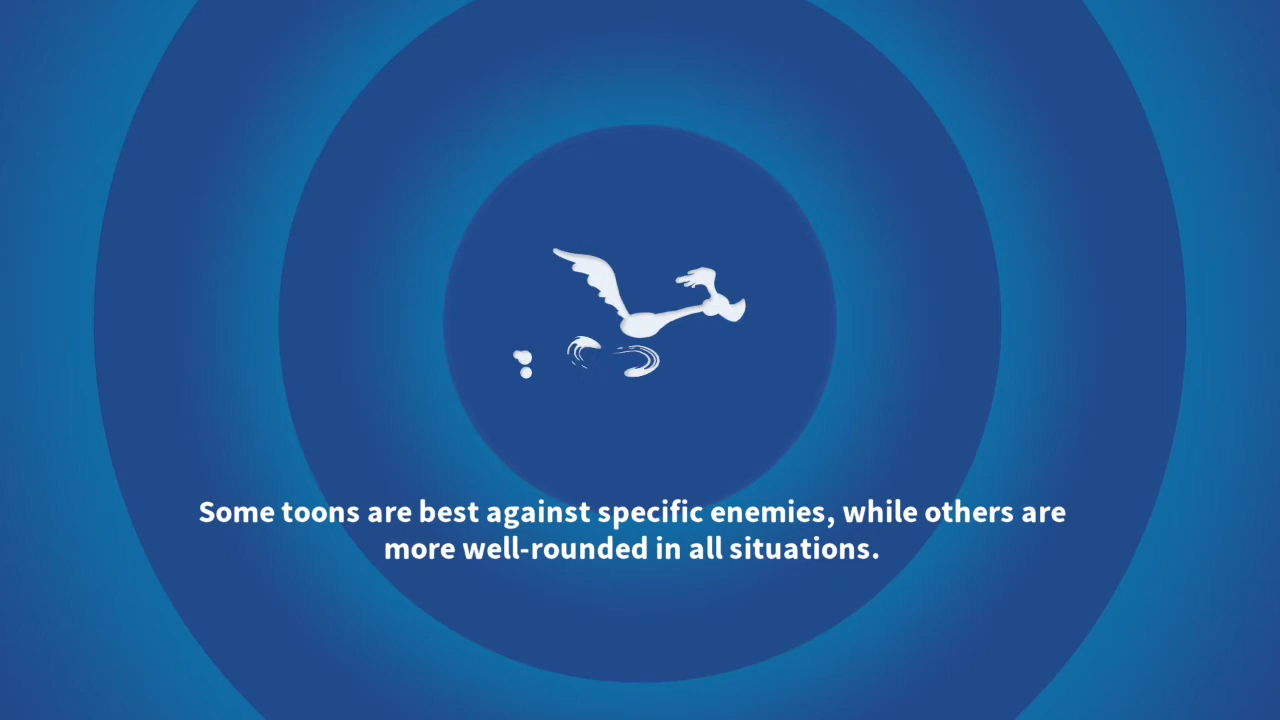 Some toons are best against specific enemies, while others are
more well-rounded in all situations.